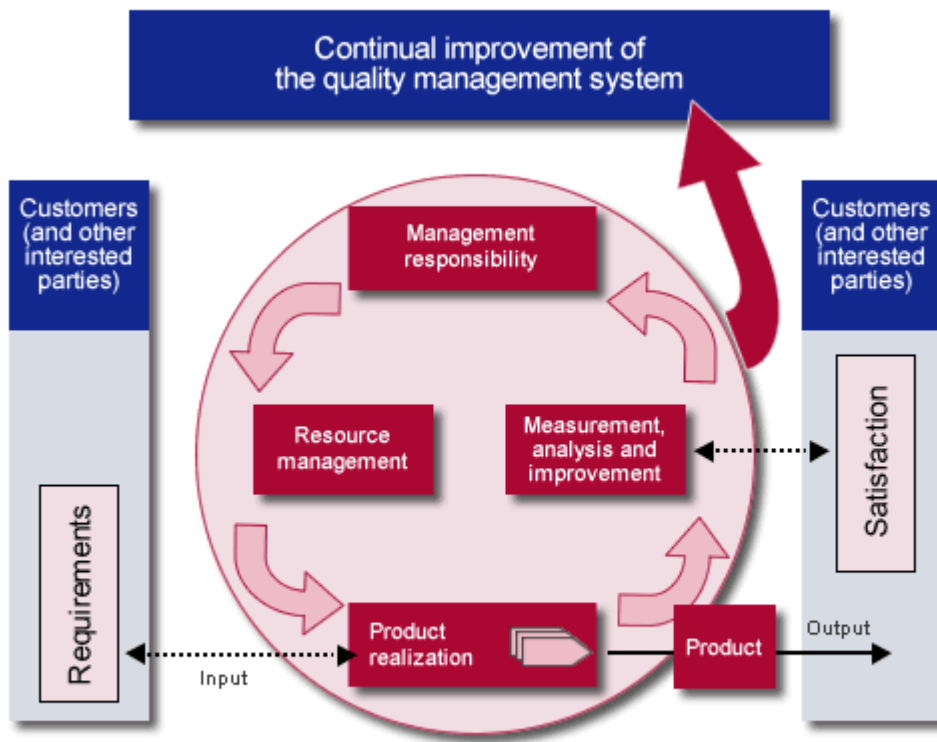 Continual improvement of
the quality management system
Customers
(and other
interested
parties)
Management
responsibility
Customers
(and other
interested
parties)
Resource
management
Measurement,
analysis and
improvement
Satisfaction
Requirements
Input
Product
realization
Product
Output